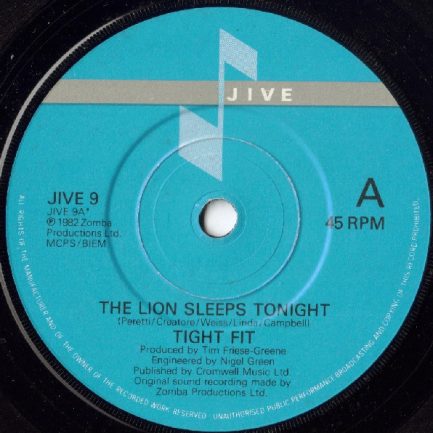 JIVE
JIVE 9
JIVE 9A*
℗ 1982 Zomba
Productions Ltd.
MCPS/BIEM
A
45 RPM
THE LION SLEEPS TONIGHT
(Peretti/Creatore/Weiss/Linda, Campbell)
TIGHT FIT
Produced by Tim Friese-Greene
Engineered by Nigel Green
Published by Cromwell Music Ltd.
Original sound recording made by
Zomba Productions Ltd.
ALL RIGHTS OF THE MANUFACTURER AND OF THE OWNER OF THE RECORDED WORK RESERVED UNAUTHORISED PUBLIC PERFORMANCE BROADCASTING AND COPYING OF THIS RECORD PROHIBITED.